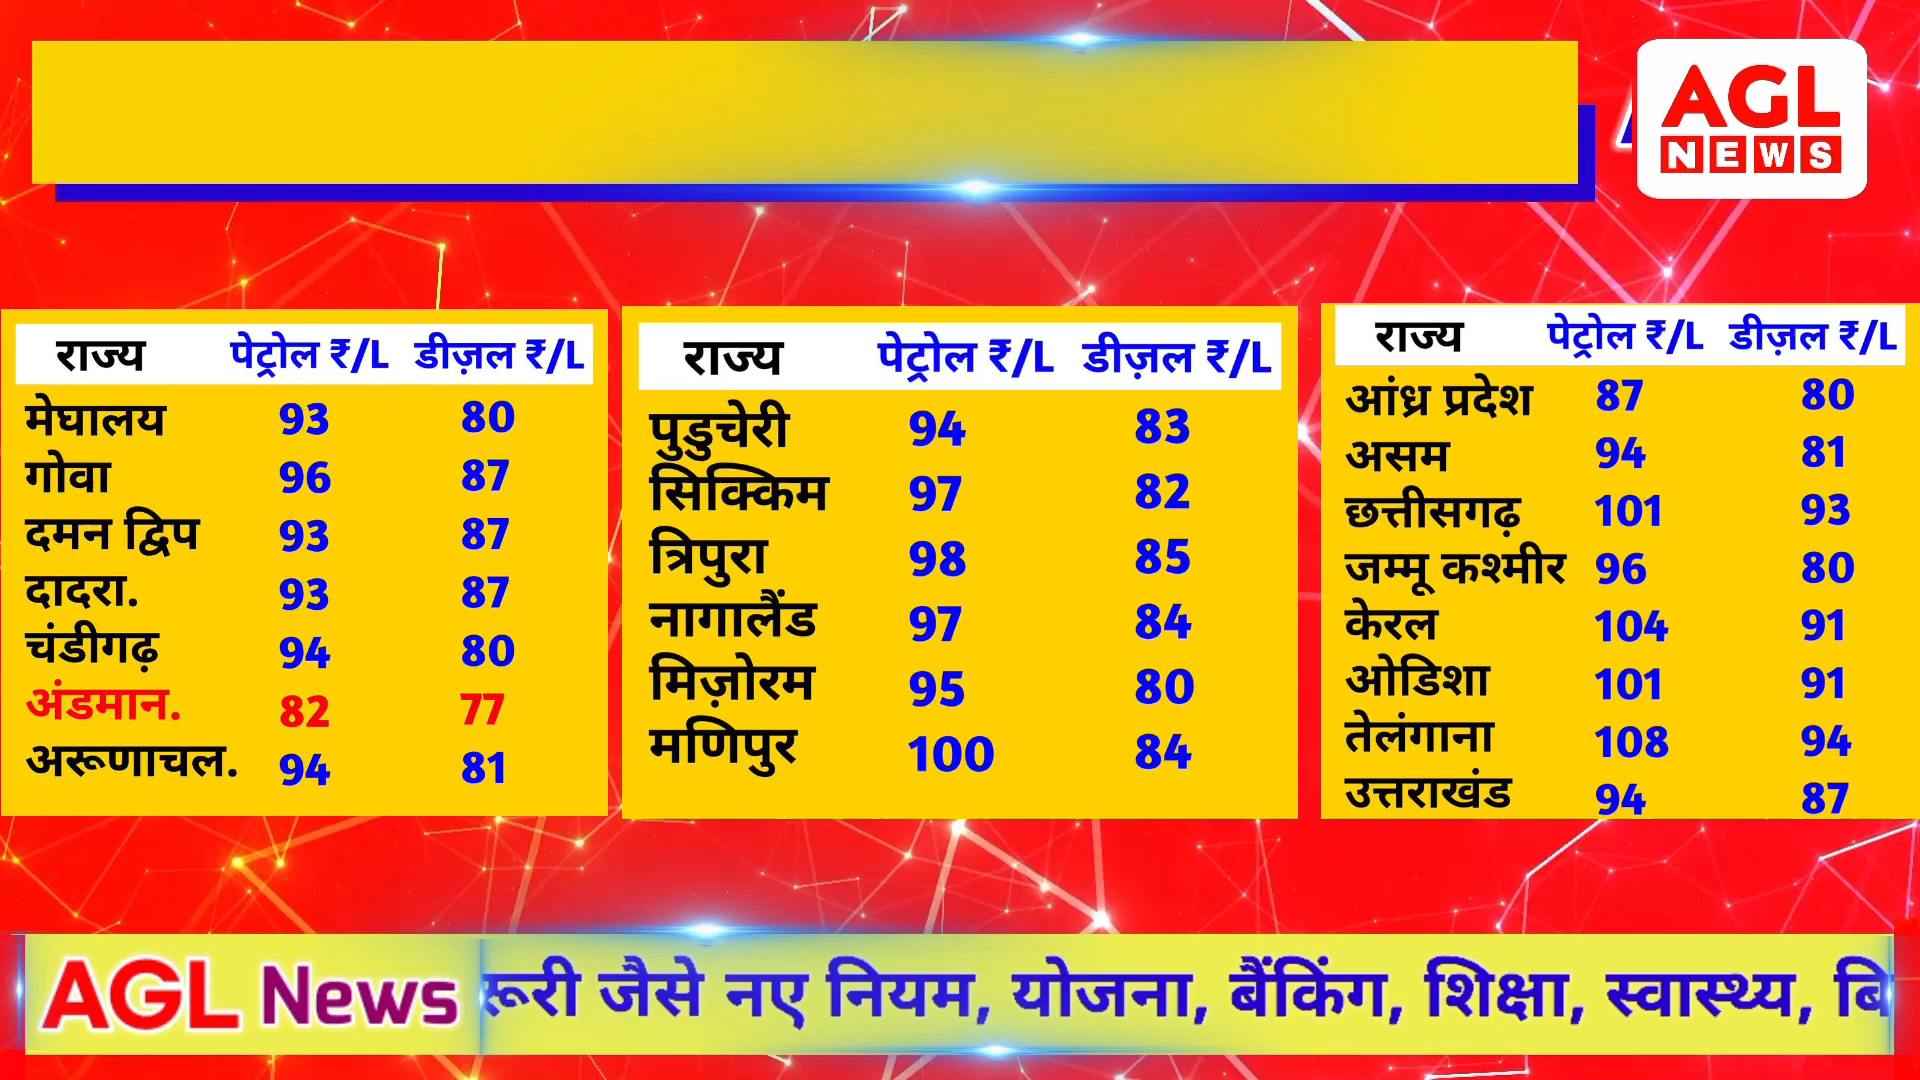 AGL
NEWS
राज्य पेट्रोल ₹/L डीज़ल ₹/L
मेघालय 93 80
गोवा 96 87
दमन द्विप 93 87
दादरा. 93 87
चंडीगढ़ 94 80
अंडमान. 82 77
अरूणाचल. 94 81
राज्य पेट्रोल ₹/L डीज़ल ₹/L
पुडुचेरी 94 83
सिक्किम 97 82
त्रिपुरा 98 85
नागालैंड 97 84
मिज़ोरम 95 80
मणिपुर 100 84
राज्य पेट्रोल ₹/L डीज़ल ₹/L
आंध्र प्रदेश 87 80
असम 94 81
छत्तीसगढ़ 101 93
जम्मू कश्मीर 96 80
केरल 104 91
ओडिशा 101 91
तेलंगाना 108 94
उत्तराखंड 94 87
AGL News रूरी जैसे नए नियम, योजना, बैंकिंग, शिक्षा, स्वास्थ्य,